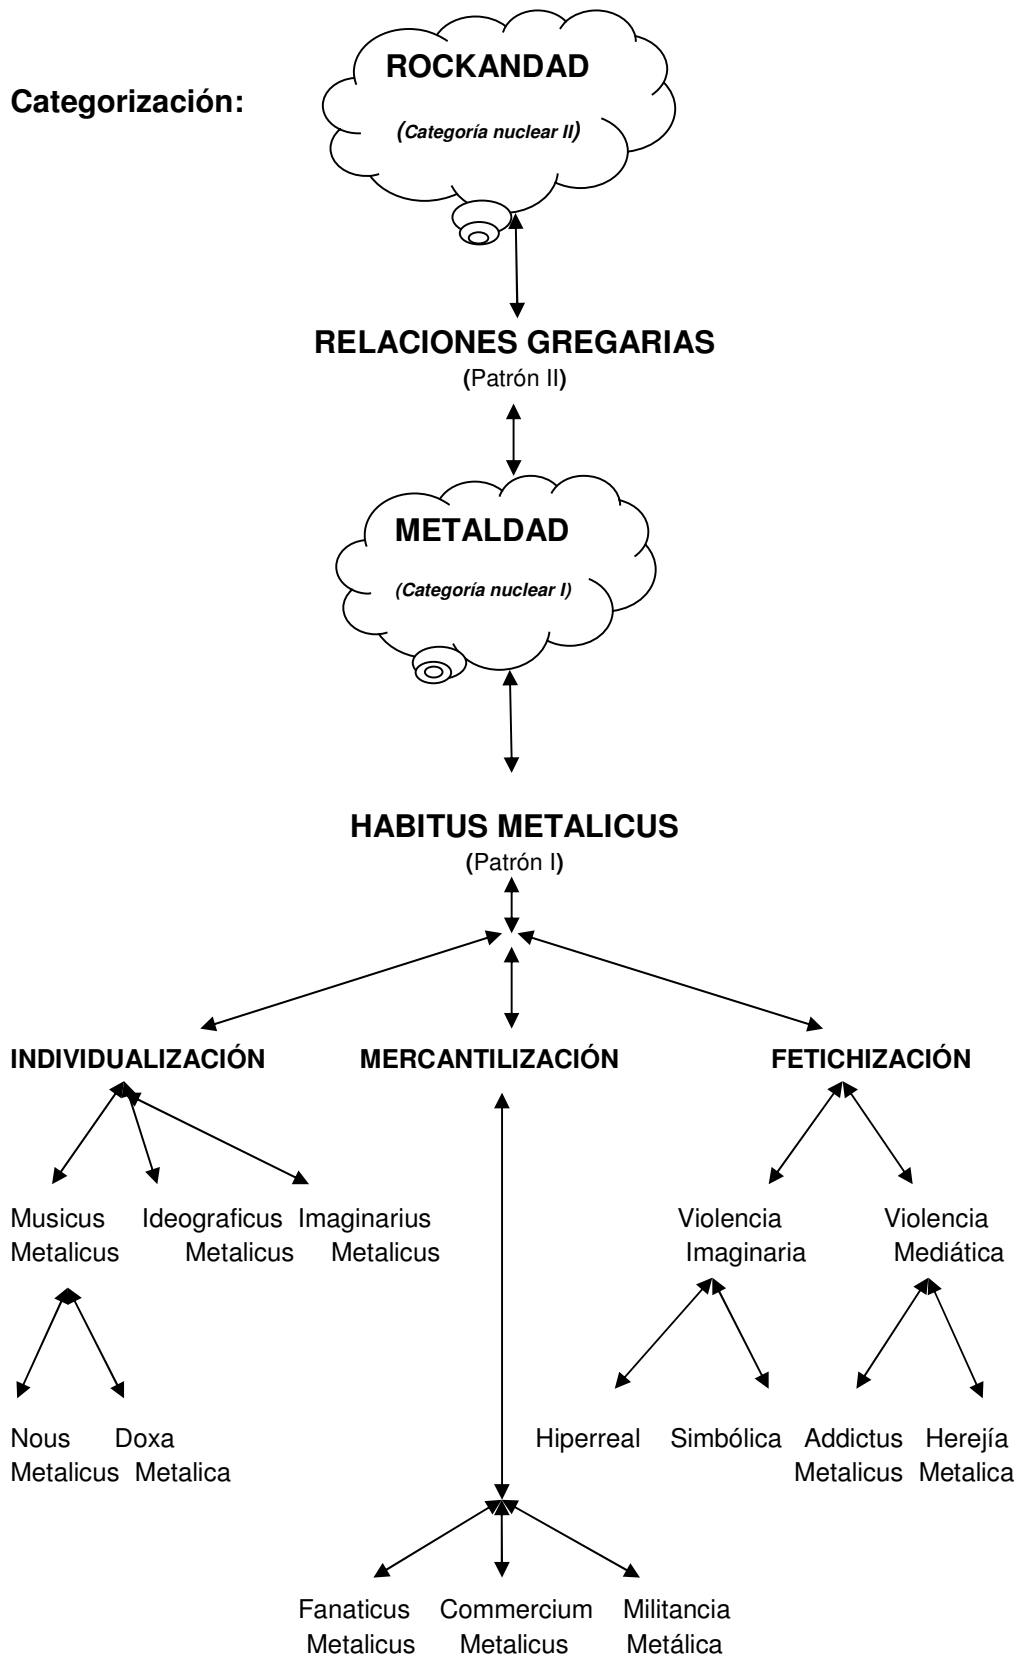 ROCKANDAD
Categorización:
(Categoría nuclear II)
RELACIONES GREGARIAS
(Patrón II)
METALDAD
(Categoría nuclear I)
HABITUS METALICUS
(Patrón I)
INDIVIDUALIZACIÓN MERCANTILIZACIÓN FETICHIZACIÓN
Musicus Ideograficus Imaginarius Violencia Violencia
Metalicus Metalicus Metalicus Imaginaria Mediática
Nous Doxa Hiperreal Simbólica Addictus Herejía
Metalicus Metalica Metalicus Metalica
Fanaticus Commercium Militancia
Metalicus Metalicus Metálica